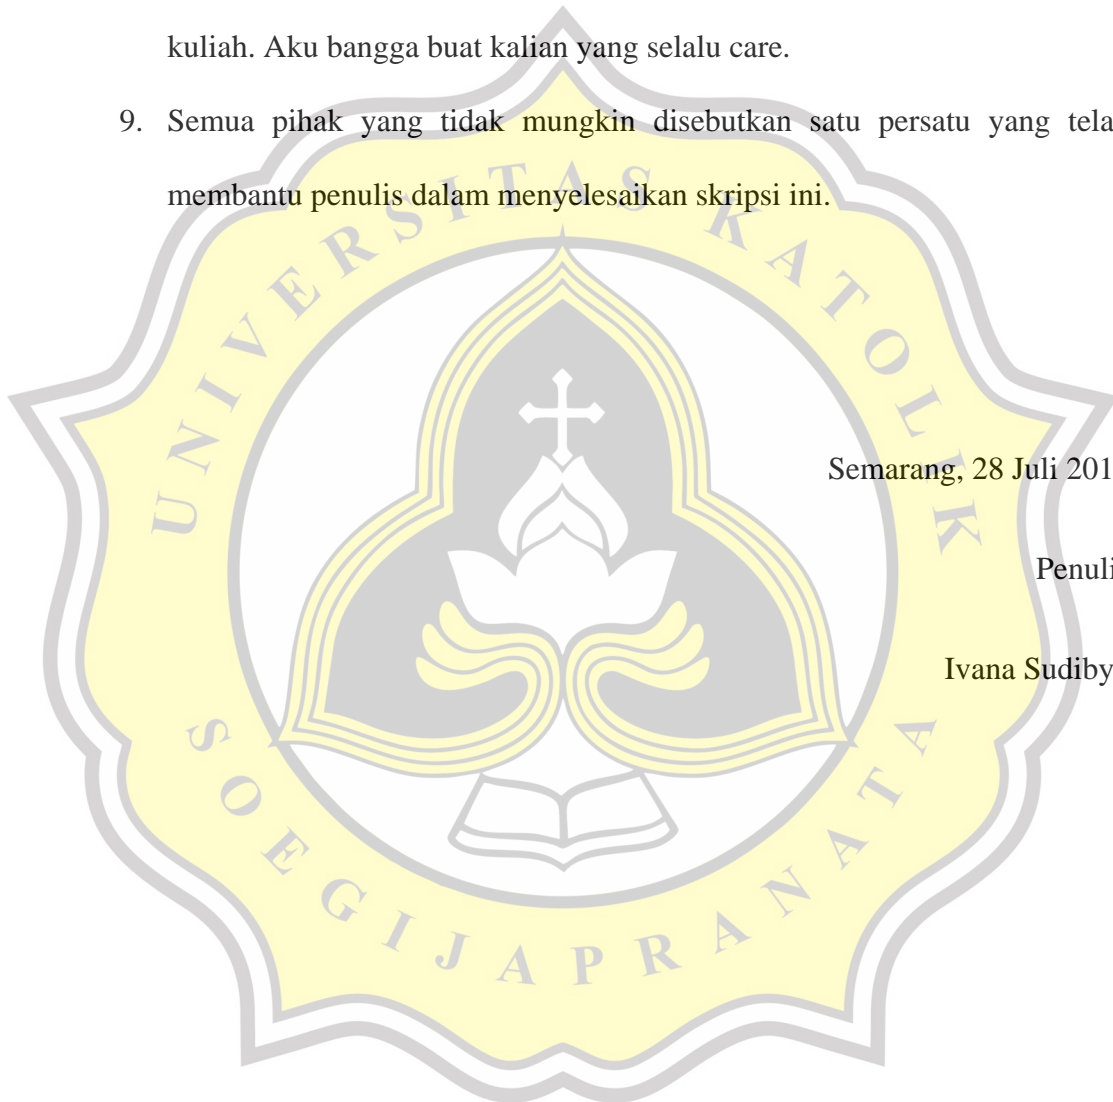 kuliah. Aku bangga buat kalian yang selalu care.
9. Semua pihak yang tidak mungkin disebutkan satu persatu yang tela
membantu penulis dalam menyelesaikan skripsi ini.
UNIVERSITAS KATOLIK
Semarang, 28 Juli 201
Penuli
Ivana Sudiby
SOEGIJAPRANATA